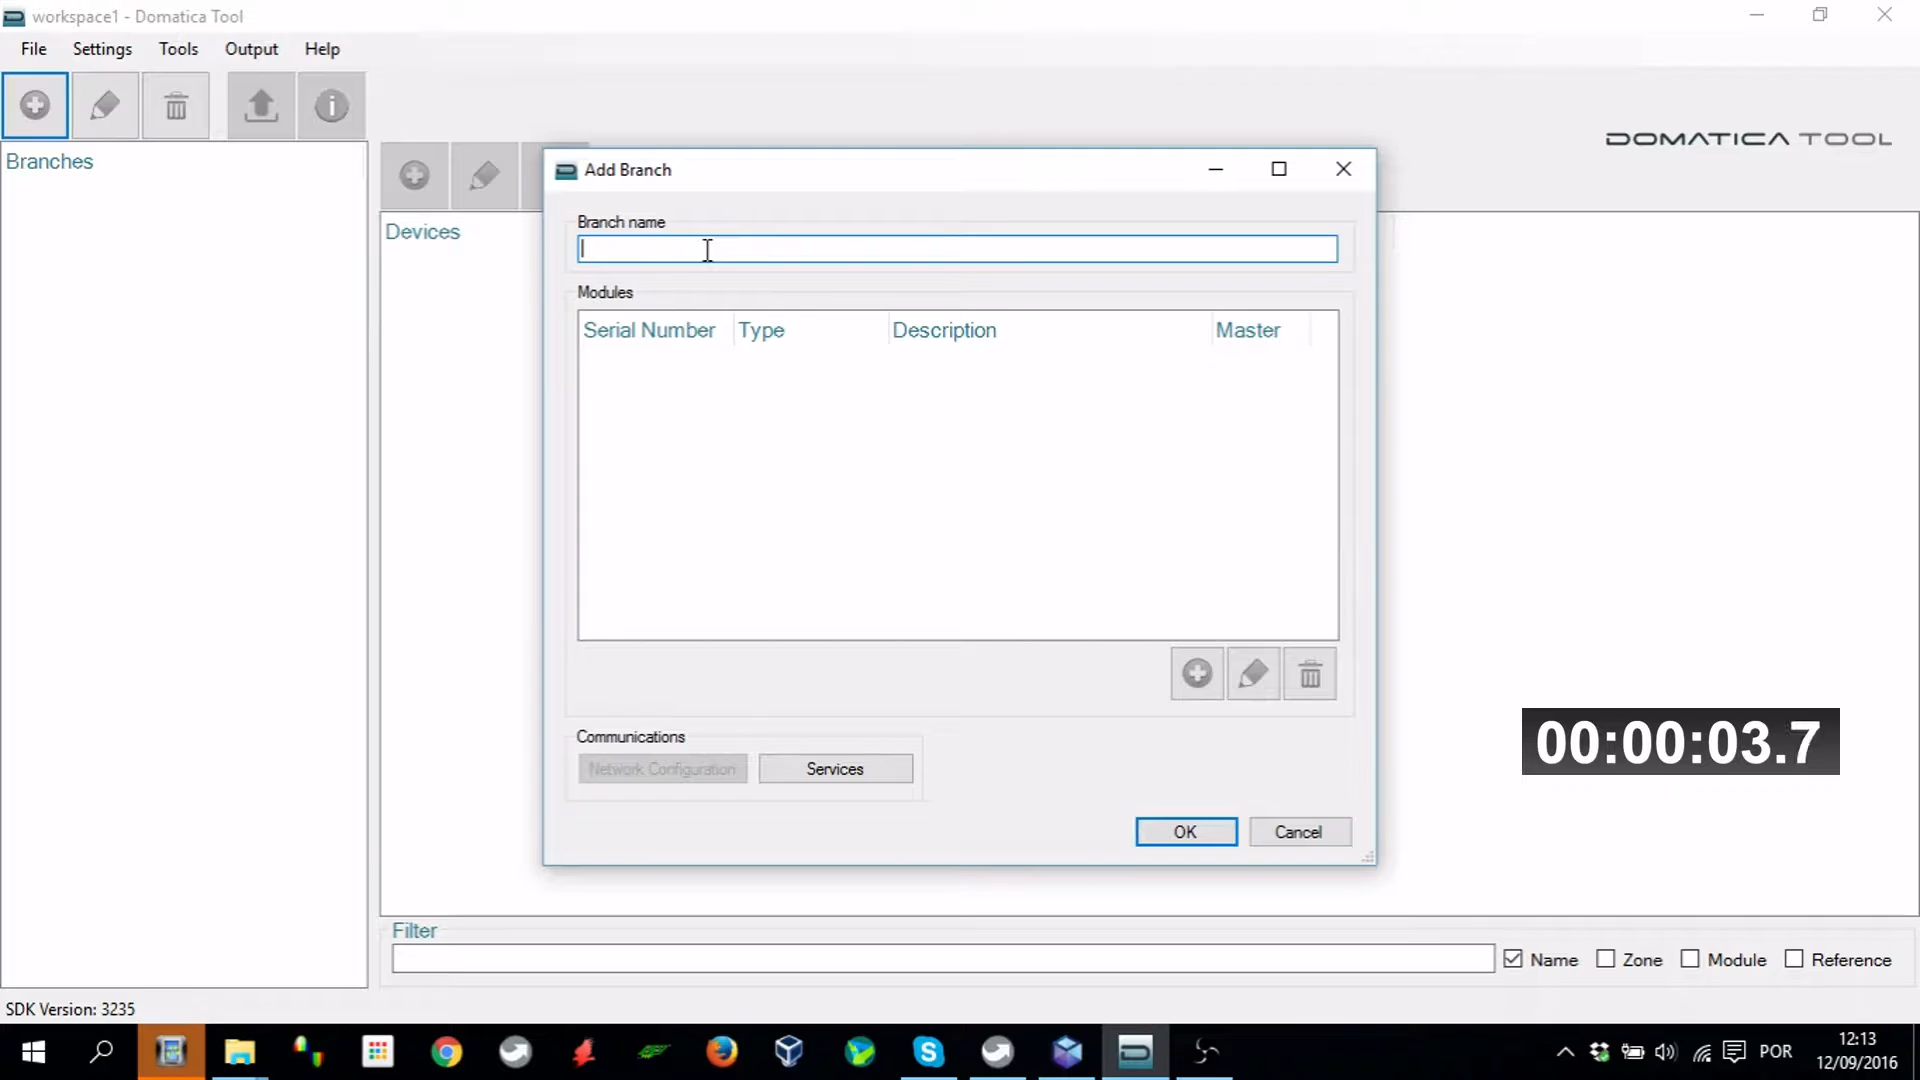 workspace1 - Domatica Tool
File Settings Tools Output Help
DOMATICA TOOL
Branches
Devices
Add Branch
Branch name
Modules
Serial Number Type Description Master
Communications
Network Configuration Services
OK Cancel
00:00:03.7
Filter
Name Zone Module Reference
SDK Version: 3235
POR
12:13
12/09/2016